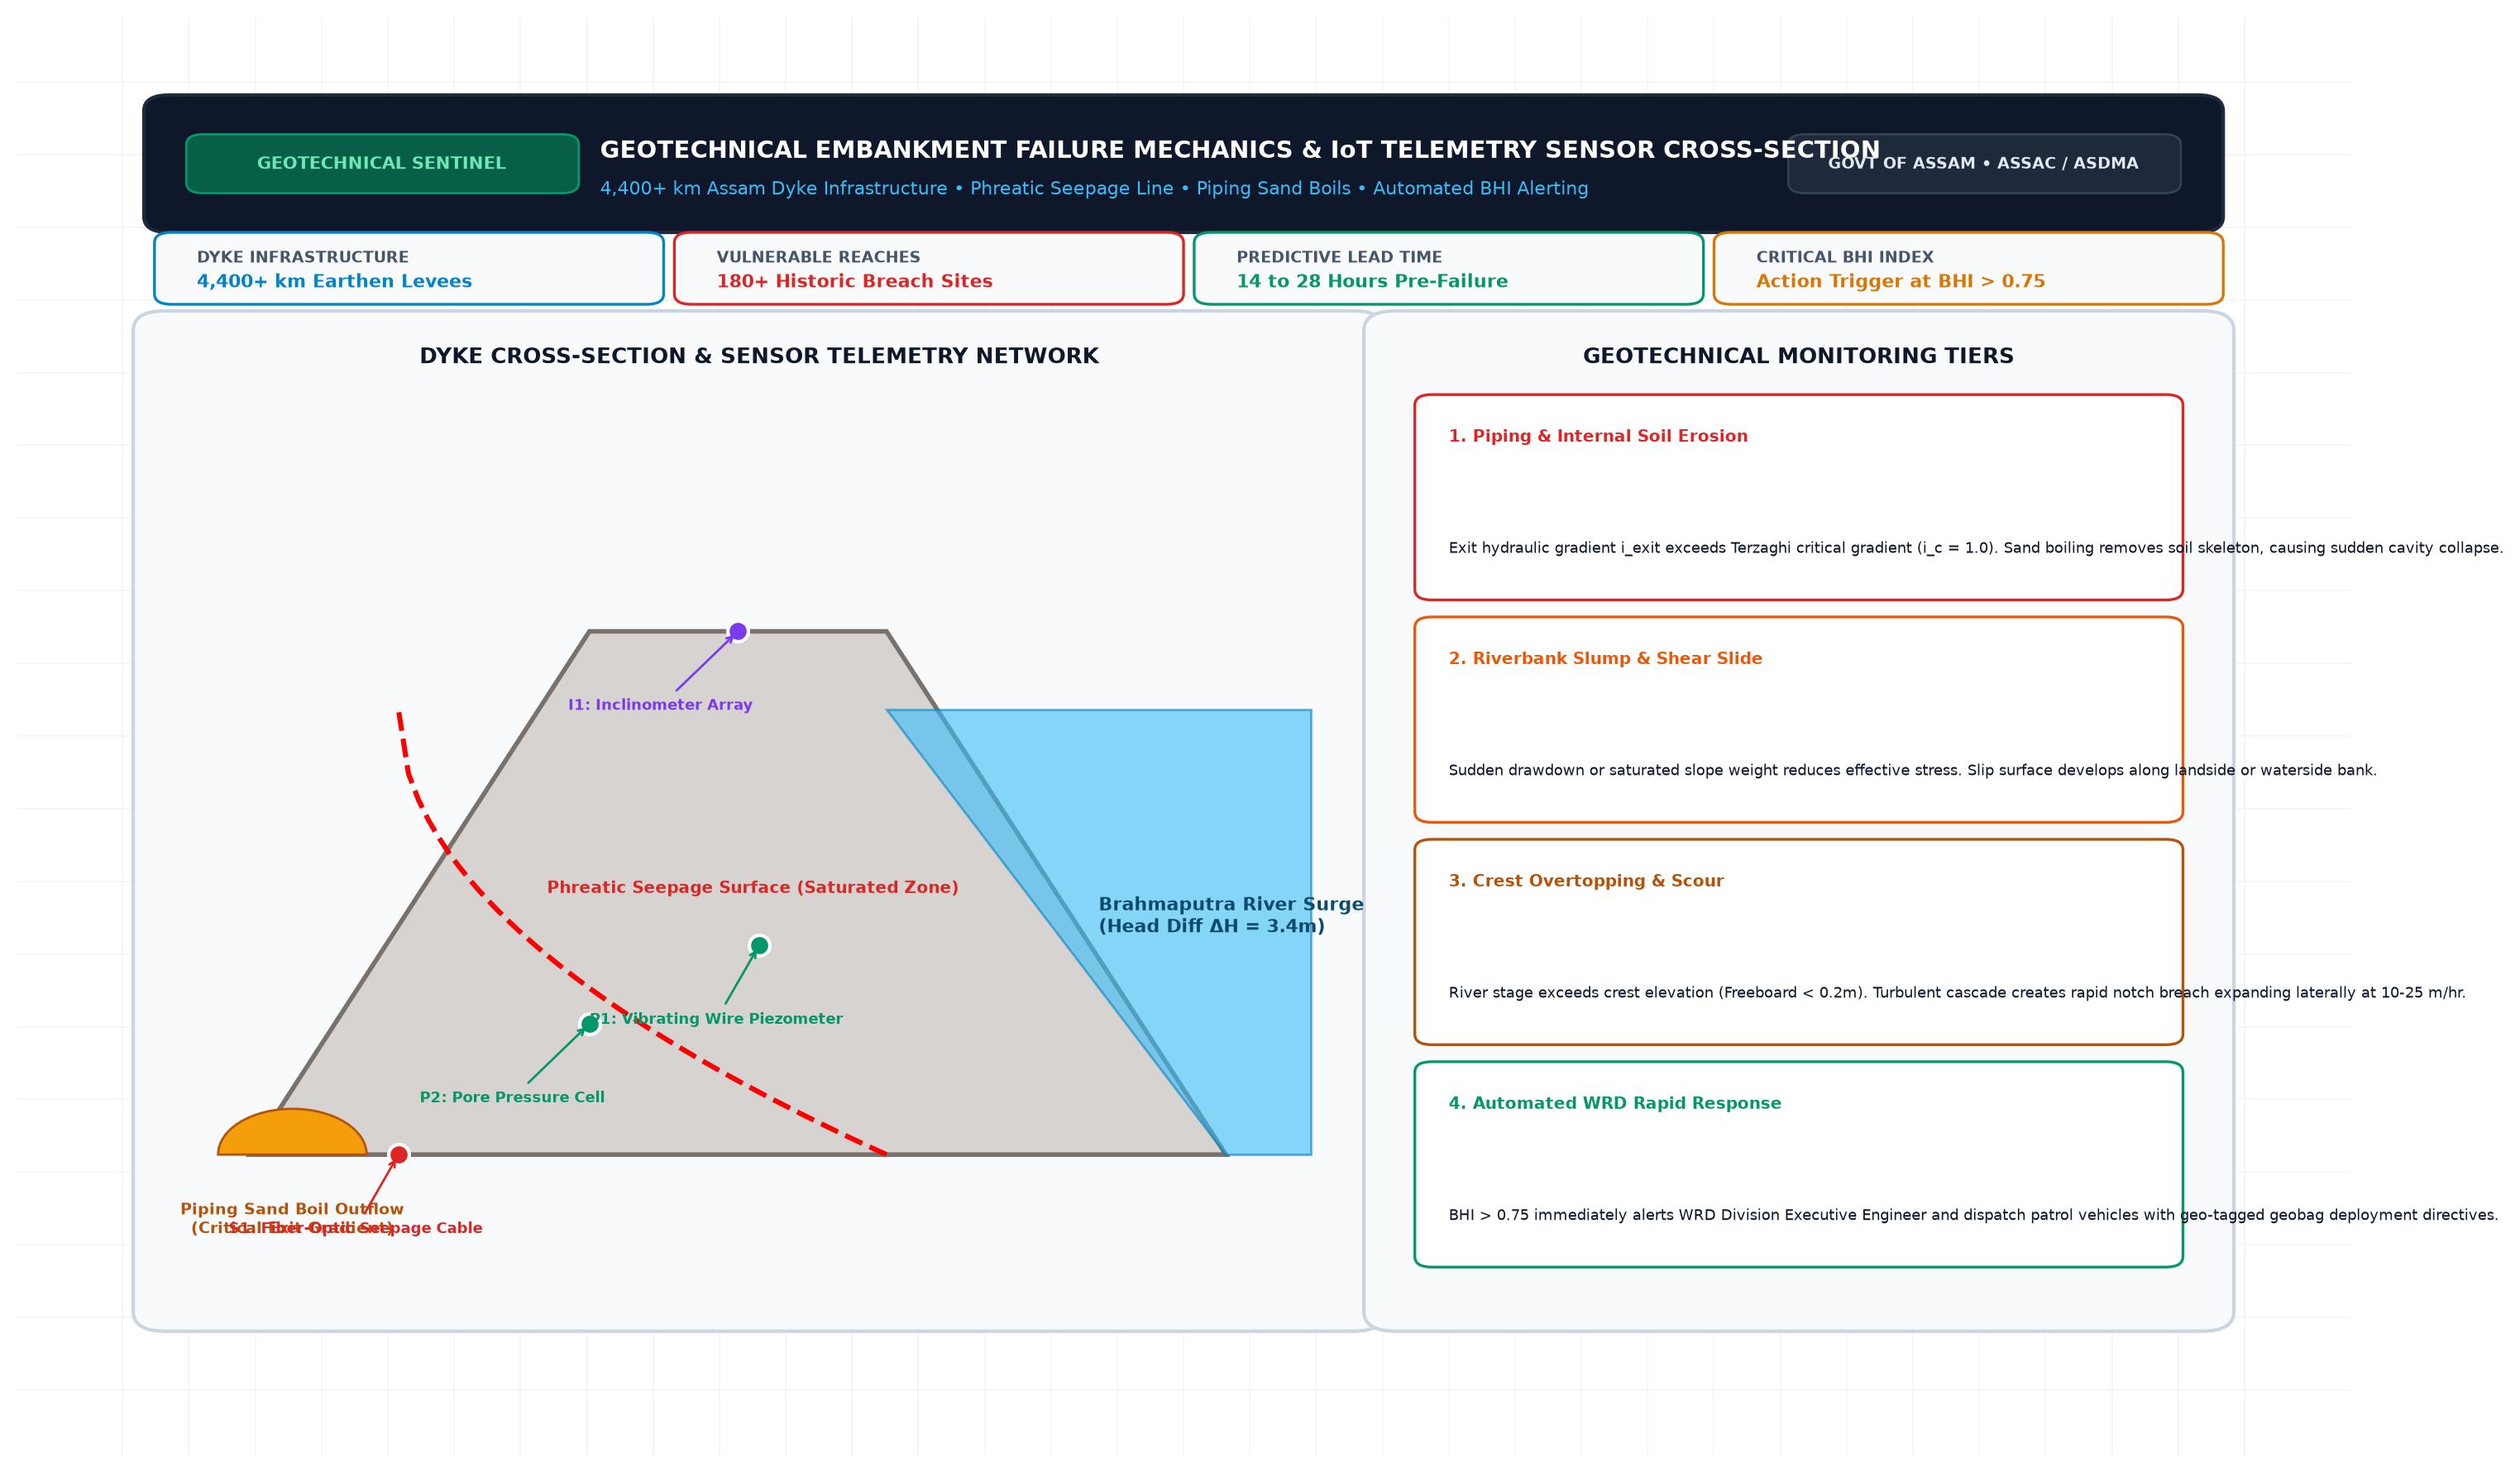 GEOTECHNICAL SENTINEL
GEOTECHNICAL EMBANKMENT FAILURE MECHANICS & IoT TELEMETRY SENSOR CROSS-SECTION
4,400+ km Assam Dyke Infrastructure • Phreatic Seepage Line • Piping Sand Boils • Automated BHI Alerting
GOVT OF ASSAM • ASSAC / ASDMA
DYKE INFRASTRUCTURE
4,400+ km Earthen Levees
VULNERABLE REACHES
180+ Historic Breach Sites
PREDICTIVE LEAD TIME
14 to 28 Hours Pre-Failure
CRITICAL BHI INDEX
Action Trigger at BHI > 0.75
DYKE CROSS-SECTION & SENSOR TELEMETRY NETWORK
I1: Inclinometer Array
Phreatic Seepage Surface (Saturated Zone)
Brahmaputra River Surge
(Head Diff ΔH = 3.4m)
P1: Vibrating Wire Piezometer
P2: Pore Pressure Cell
Piping Sand Boil Outflow
(Critical Exit Gradient)
S1: Fiber-Optic Seepage Cable
GEOTECHNICAL MONITORING TIERS
1. Piping & Internal Soil Erosion
Exit hydraulic gradient i_exit exceeds Terzaghi critical gradient (i_c = 1.0). Sand boiling removes soil skeleton, causing sudden cavity collapse.
2. Riverbank Slump & Shear Slide
Sudden drawdown or saturated slope weight reduces effective stress. Slip surface develops along landside or waterside bank.
3. Crest Overtopping & Scour
River stage exceeds crest elevation (Freeboard < 0.2m). Turbulent cascade creates rapid notch breach expanding laterally at 10-25 m/hr.
4. Automated WRD Rapid Response
BHI > 0.75 immediately alerts WRD Division Executive Engineer and dispatch patrol vehicles with geo-tagged geobag deployment directives.